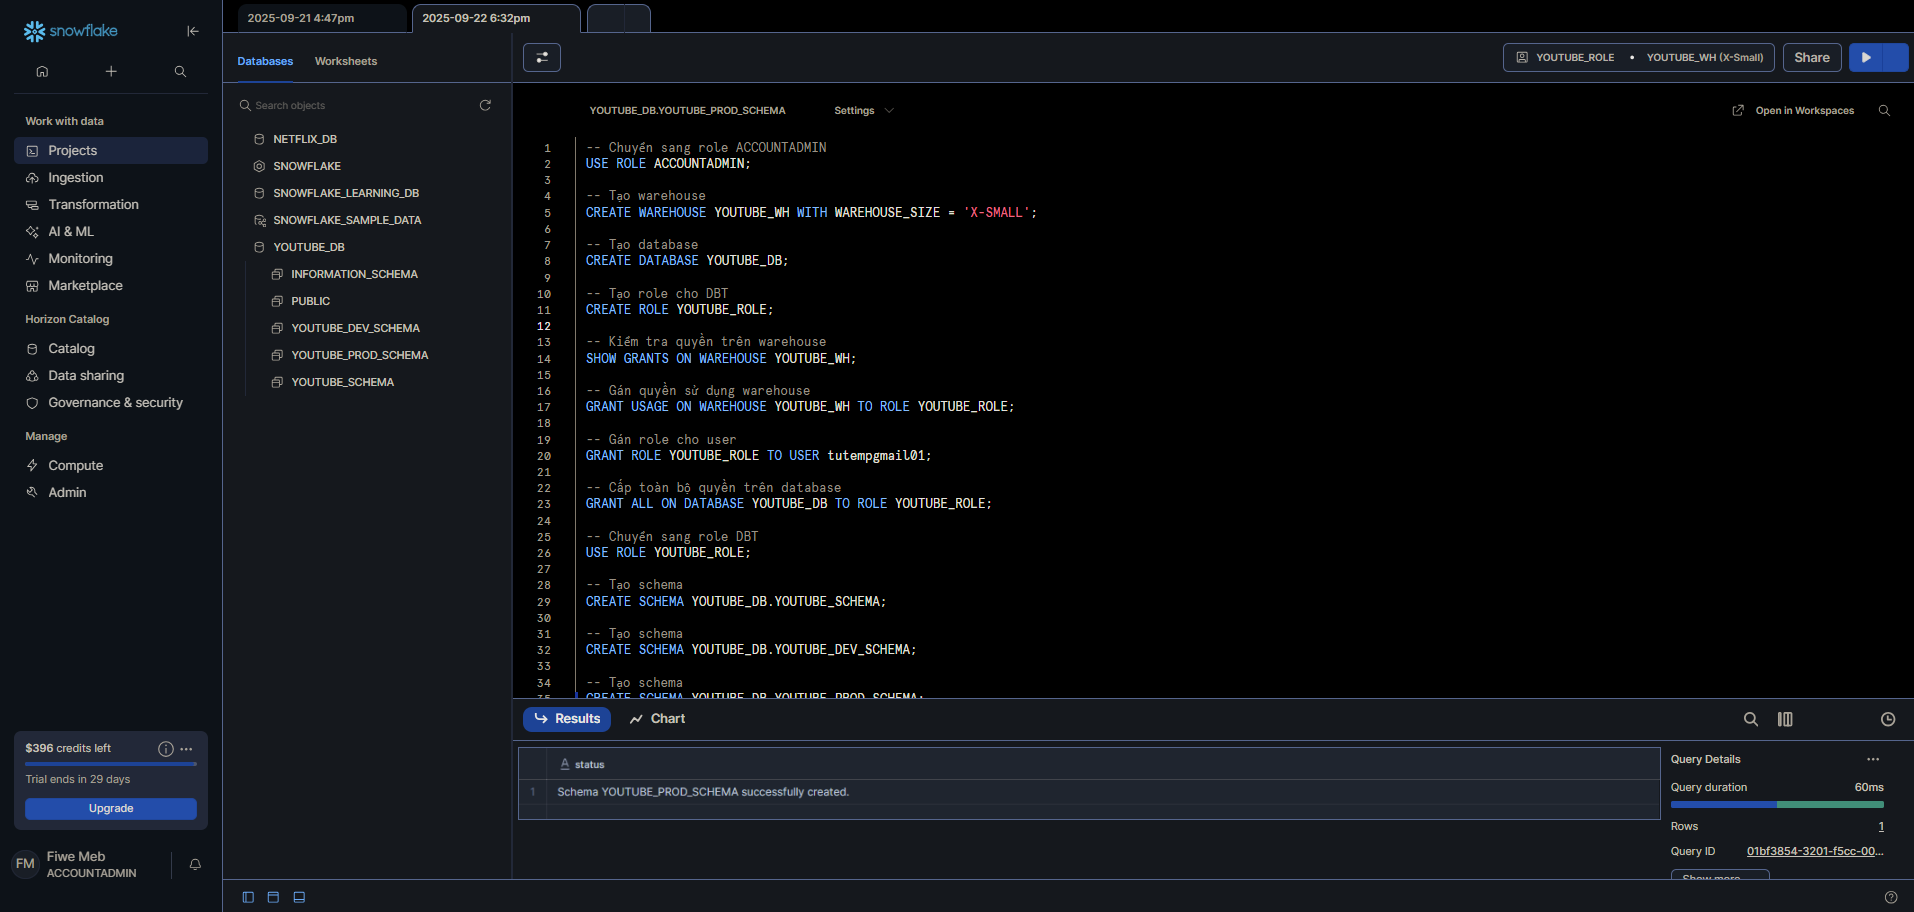 snowflake
Work with data
Projects
Ingestion
Transformation
AI & ML
Monitoring
Marketplace
Horizon Catalog
Catalog
Data sharing
Governance & security
Manage
Compute
Admin
$396 credits left
Trial ends in 29 days
Upgrade
FM
Fiwe Meb
ACCOUNTADMIN
2025-09-21 4:47pm
2025-09-22 6:32pm
Databases
Worksheets
Search objects
NETFLIX_DB
SNOWFLAKE
SNOWFLAKE_LEARNING_DB
SNOWFLAKE_SAMPLE_DATA
YOUTUBE_DB
INFORMATION_SCHEMA
PUBLIC
YOUTUBE_DEV_SCHEMA
YOUTUBE_PROD_SCHEMA
YOUTUBE_SCHEMA
YOUTUBE_ROLE • YOUTUBE_WH (X-Small)
Share
YOUTUBE_DB.YOUTUBE_PROD_SCHEMA
Settings
Open in Workspaces
1 -- Chuyển sang role ACCOUNTADMIN
2 USE ROLE ACCOUNTADMIN;
3
4 -- Tạo warehouse
5 CREATE WAREHOUSE YOUTUBE_WH WITH WAREHOUSE_SIZE = 'X-SMALL';
6
7 -- Tạo database
8 CREATE DATABASE YOUTUBE_DB;
9
10 -- Tạo role cho DBT
11 CREATE ROLE YOUTUBE_ROLE;
12
13 -- Kiểm tra quyền trên warehouse
14 SHOW GRANTS ON WAREHOUSE YOUTUBE_WH;
15
16 -- Gán quyền sử dụng warehouse
17 GRANT USAGE ON WAREHOUSE YOUTUBE_WH TO ROLE YOUTUBE_ROLE;
18
19 -- Gán role cho user
20 GRANT ROLE YOUTUBE_ROLE TO USER tutempgmail01;
21
22 -- Cấp toàn bộ quyền trên database
23 GRANT ALL ON DATABASE YOUTUBE_DB TO ROLE YOUTUBE_ROLE;
24
25 -- Chuyển sang role DBT
26 USE ROLE YOUTUBE_ROLE;
27
28 -- Tạo schema
29 CREATE SCHEMA YOUTUBE_DB.YOUTUBE_SCHEMA;
30
31 -- Tạo schema
32 CREATE SCHEMA YOUTUBE_DB.YOUTUBE_DEV_SCHEMA;
33
34 -- Tạo schema
35 CREATE SCHEMA YOUTUBE_DB.YOUTUBE_PROD_SCHEMA;
Results
Chart
A status
1 Schema YOUTUBE_PROD_SCHEMA successfully created.
Query Details
Query duration 60ms
Rows 1
Query ID 01bf3854-3201-f5cc-00...
Show more